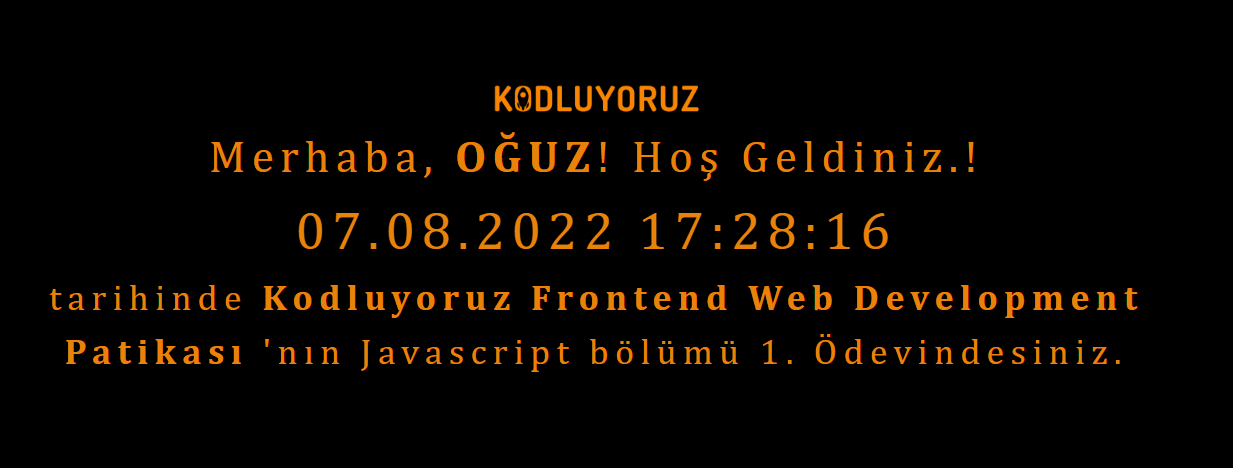 KODLUYORUZ
Merhaba, OĞUZ! Hoş Geldiniz.!
07.08.2022 17:28:16
tarihinde Kodluyoruz Frontend Web Development
Patikası 'nın Javascript bölümü 1. Ödevindesiniz.